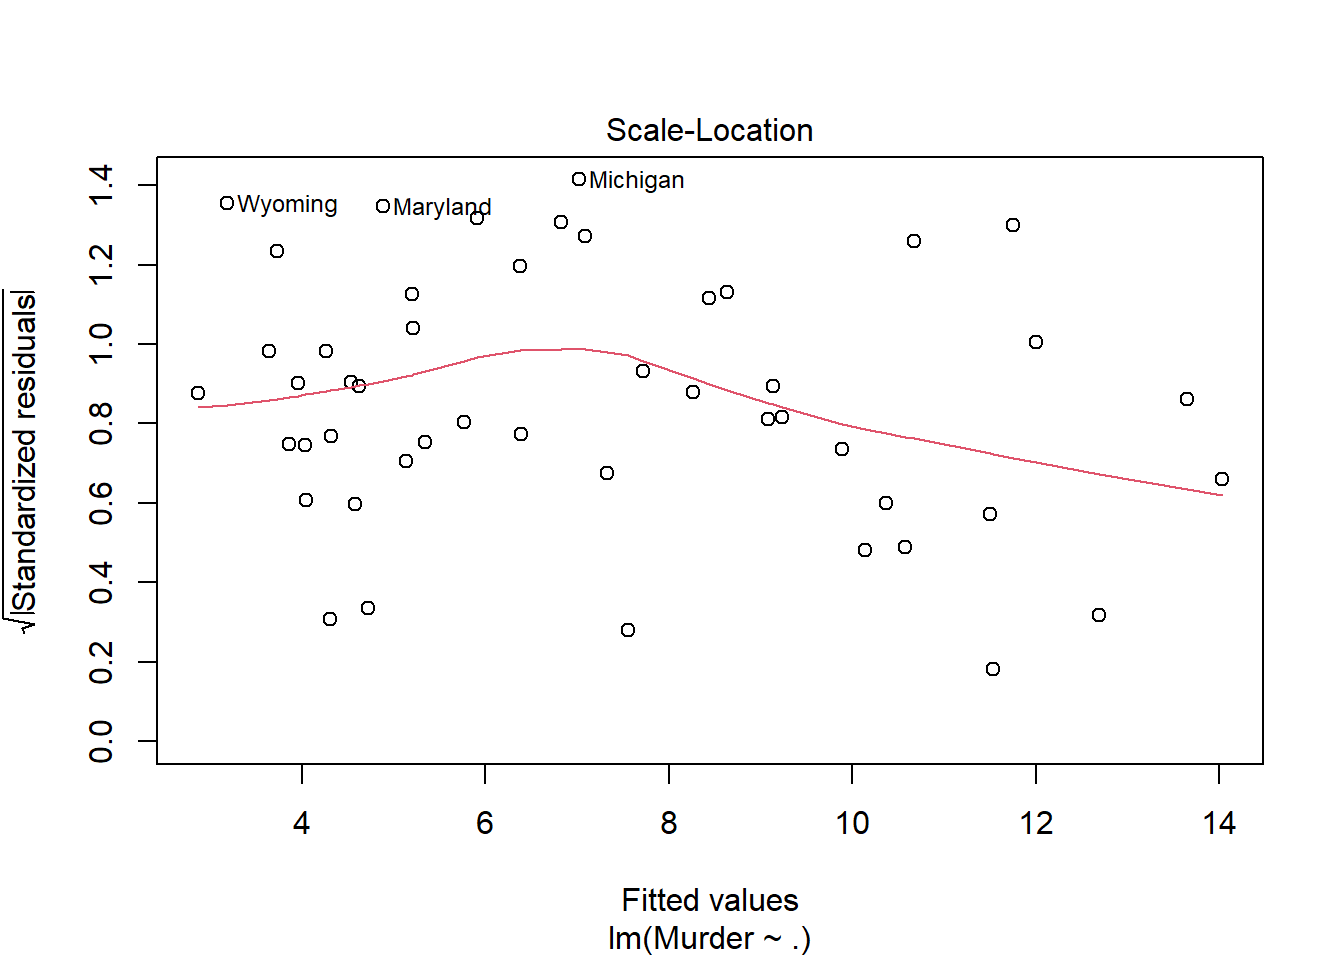 Scale-Location
√|Standardized residuals|
1.4
1.2
1.0
0.8
0.6
0.4
0.2
0.0
Michigan
Wyoming
Maryland
4 6 8 10 12 14
Fitted values
lm(Murder ~ .)